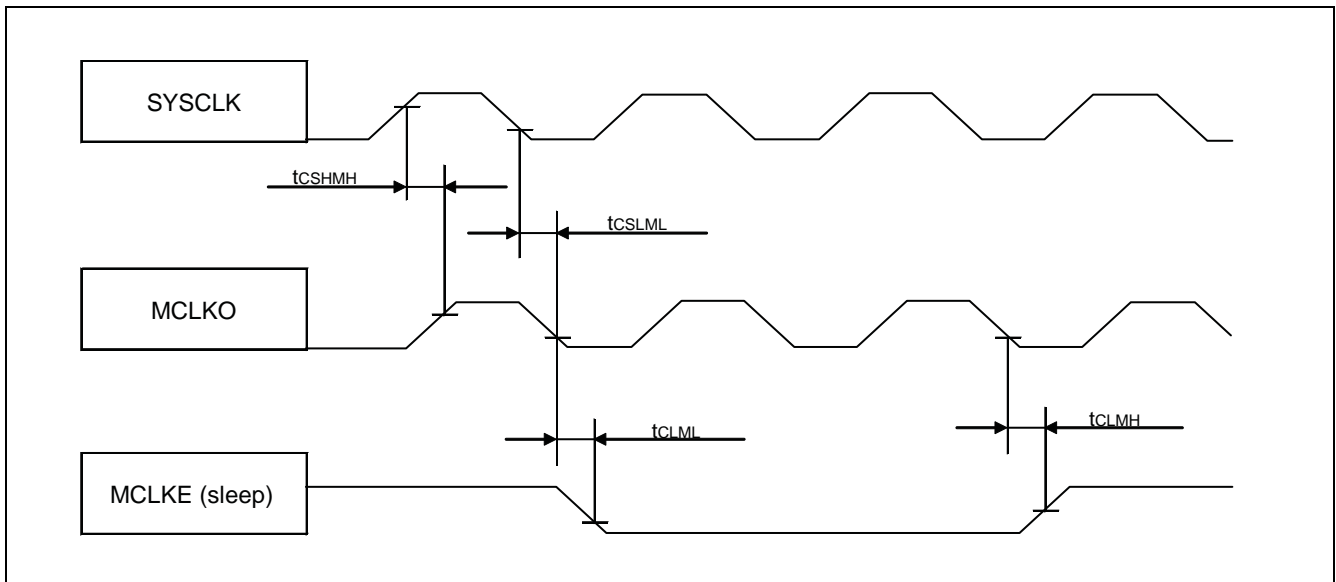 SYSCLK
tCSHMH
tCSLML
MCLKO
tCLML
tCLMH
MCLKE (sleep)